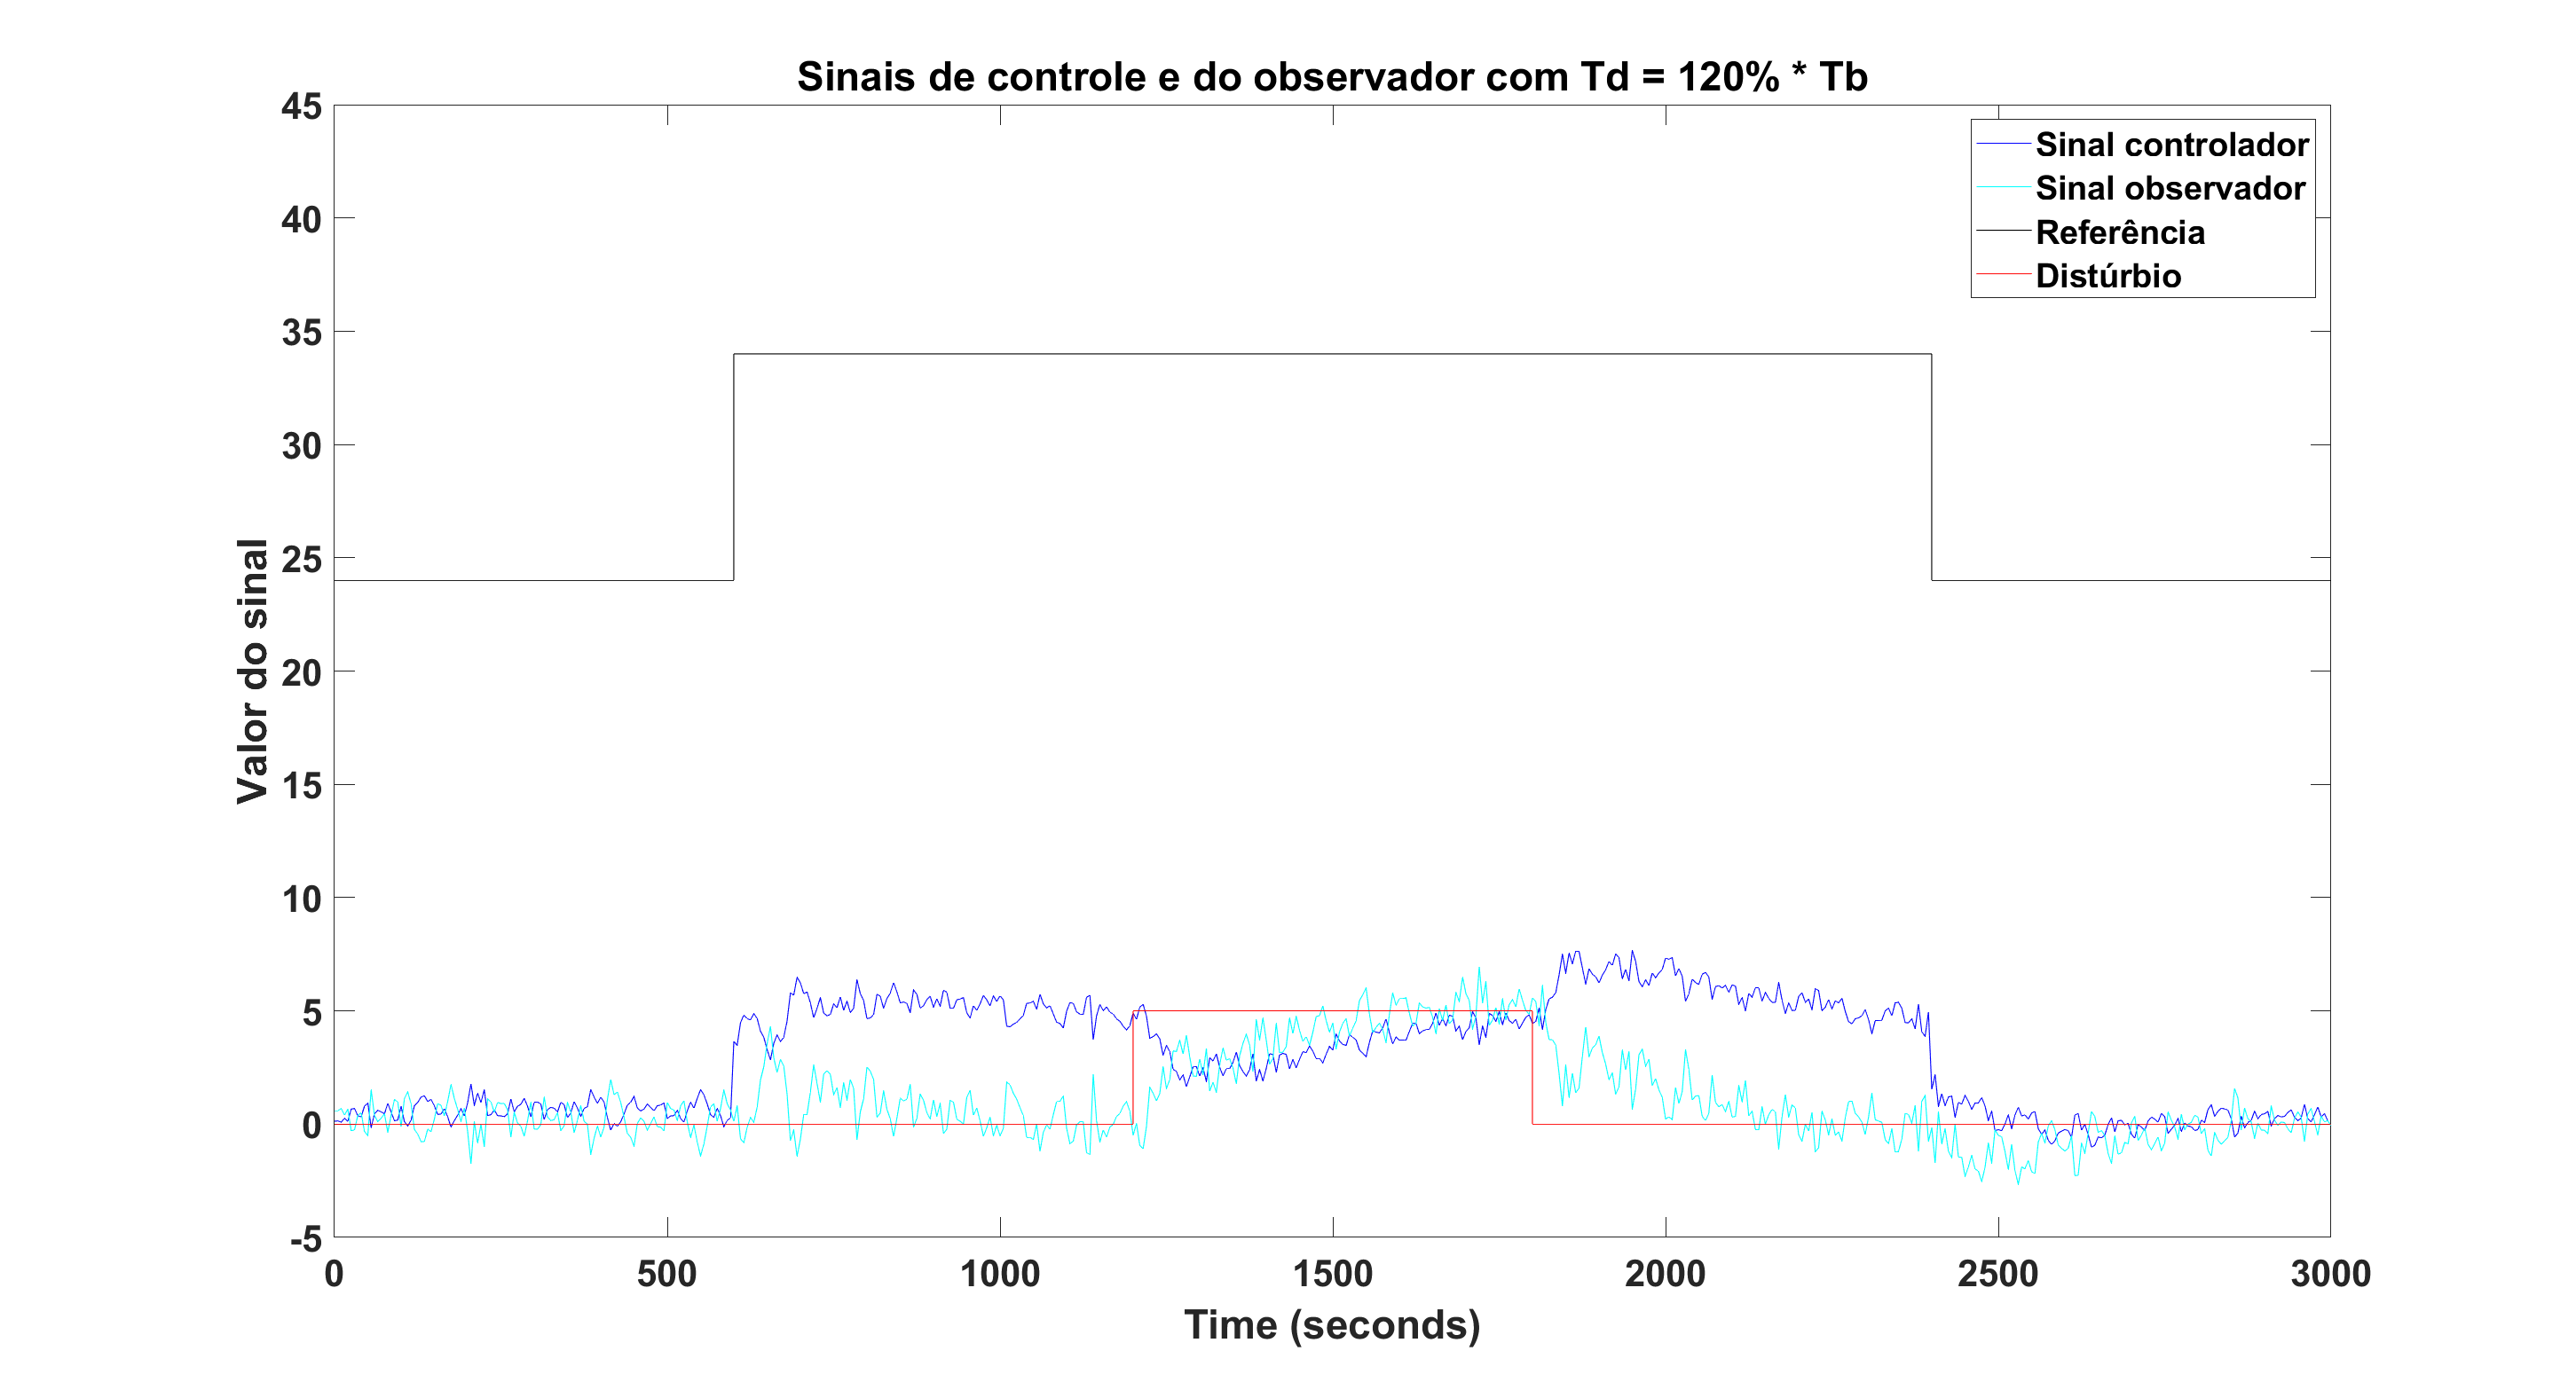 Sinais de controle e do observador com Td = 120% * Tb
45
40
35
30
25
20
15
10
5
0
-5
Valor do sinal
Sinal controlador
Sinal observador
Referência
Distúrbio
0 500 1000 1500 2000 2500 3000
Time (seconds)